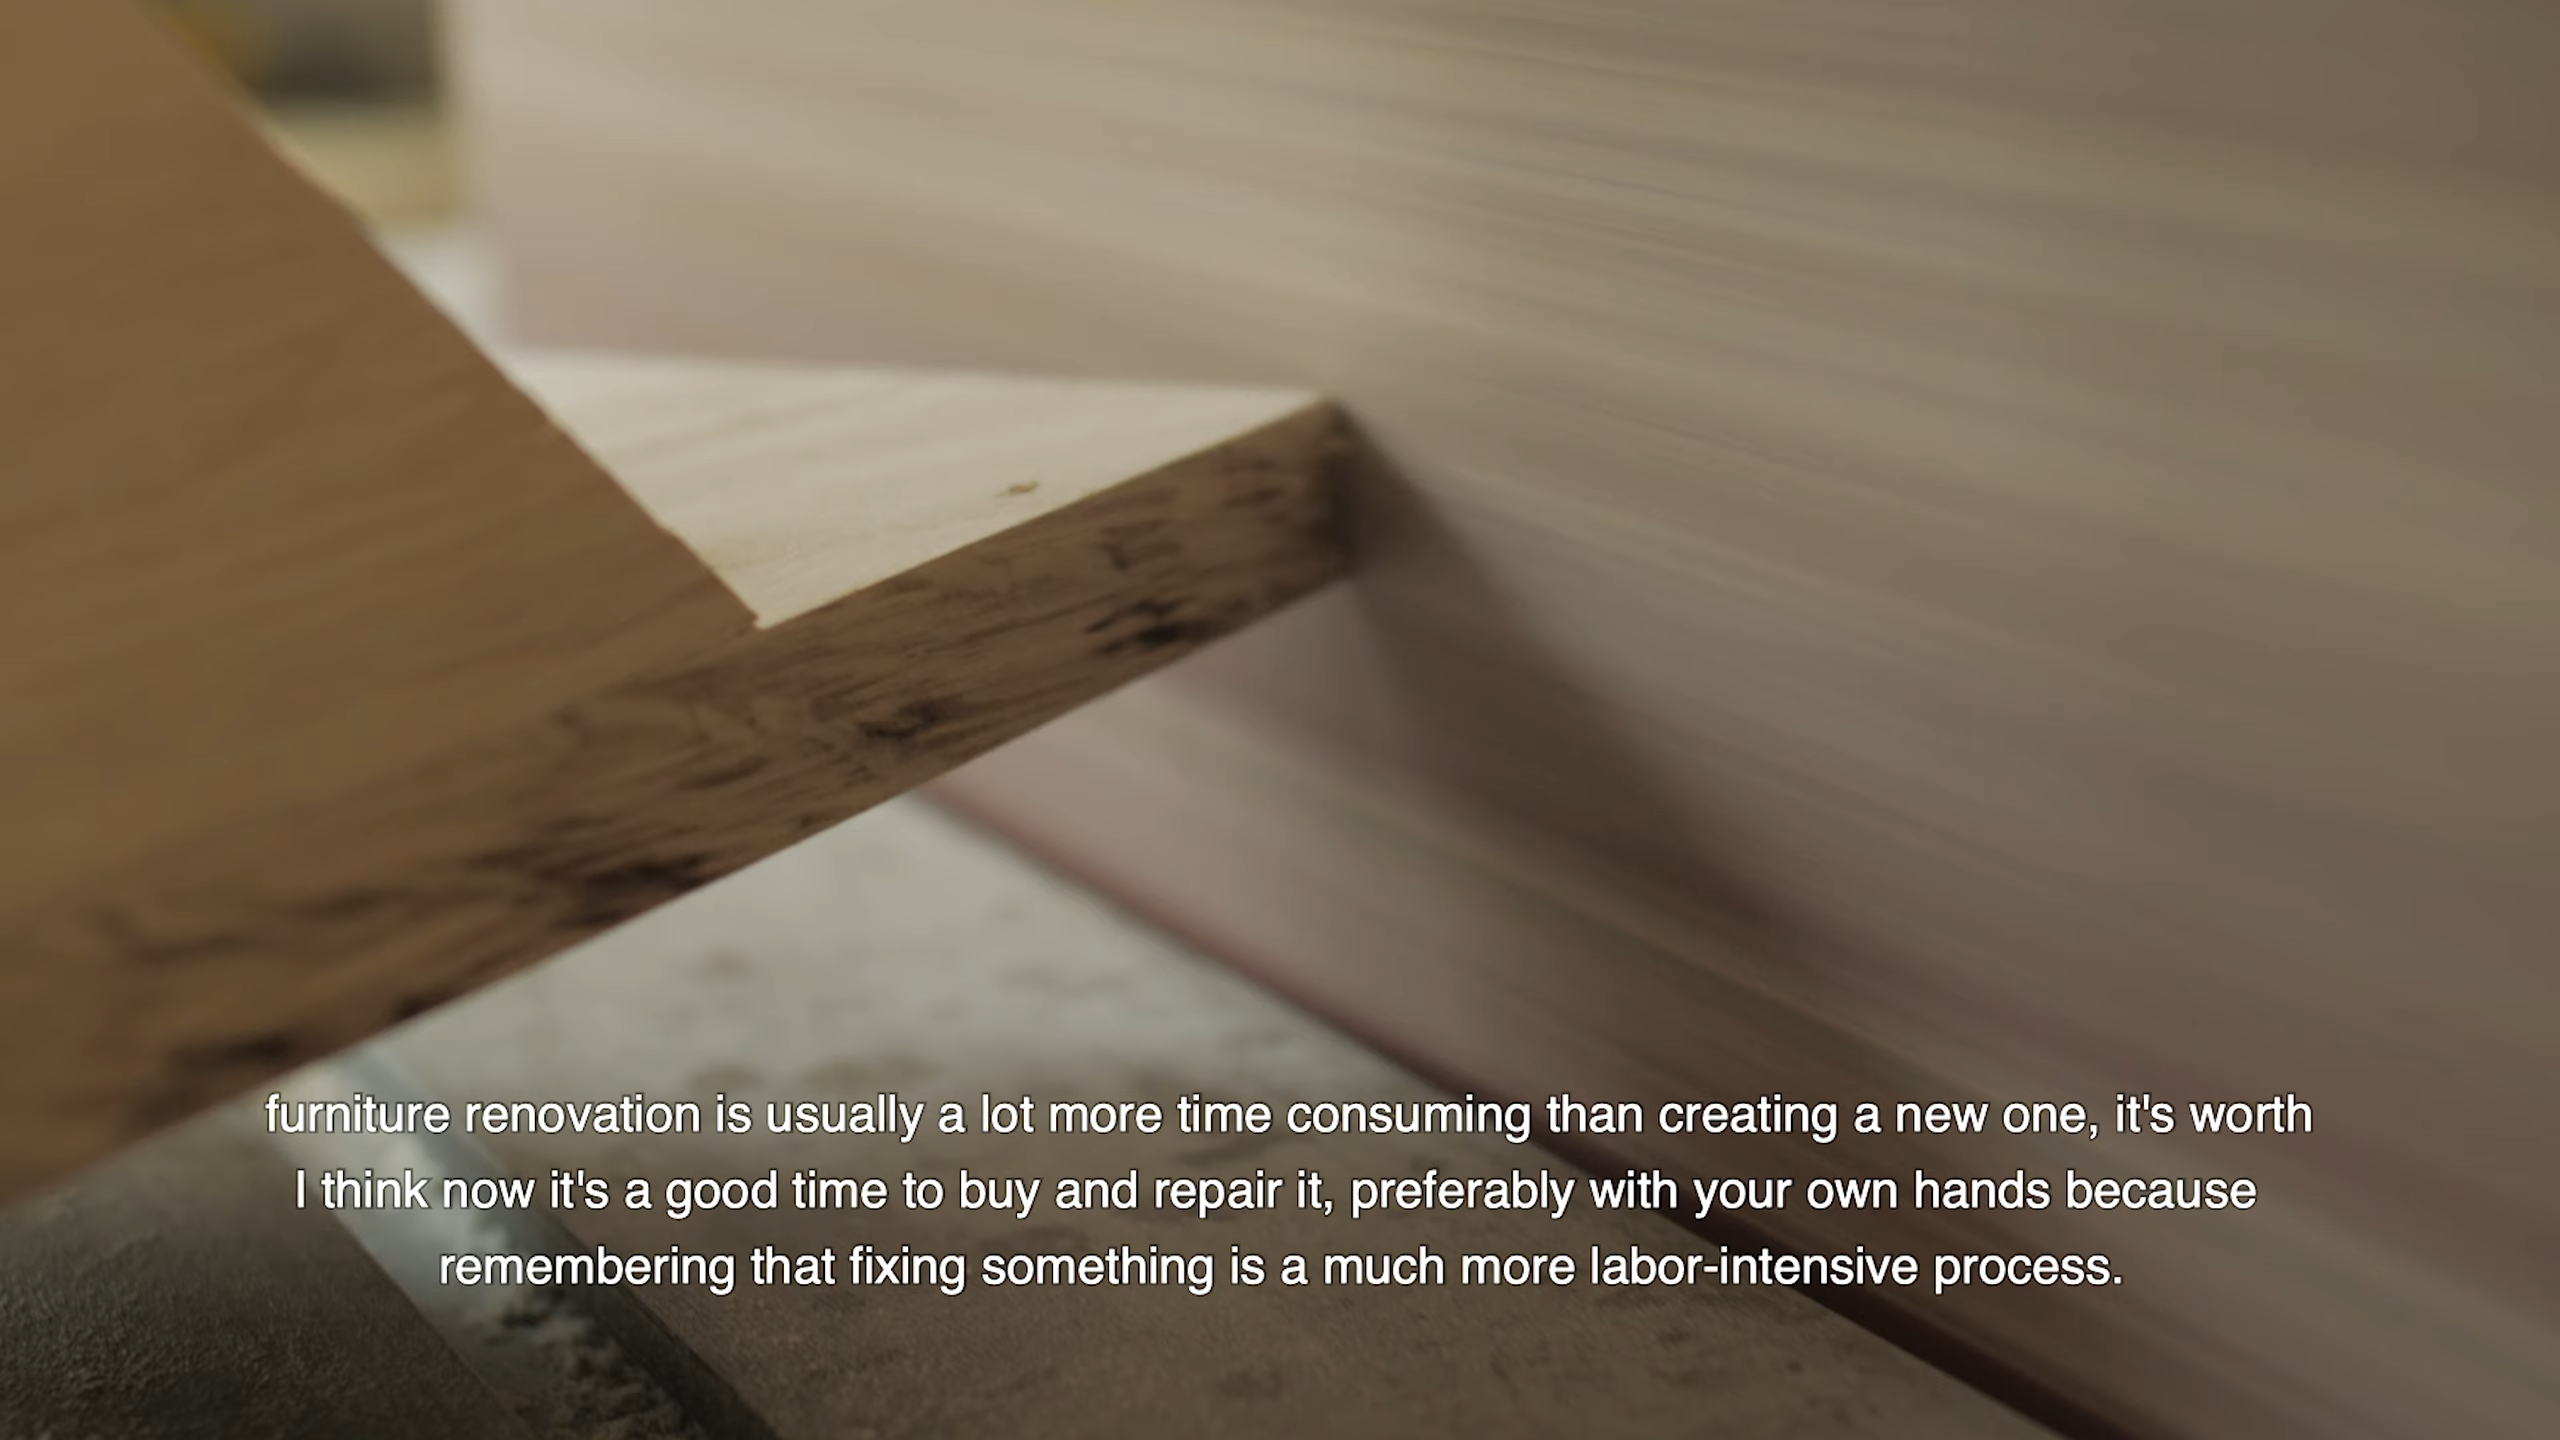 furniture renovation is usually a lot more time consuming than creating a new one, it's worth
I think now it's a good time to buy and repair it, preferably with your own hands because
remembering that fixing something is a much more labor-intensive process.